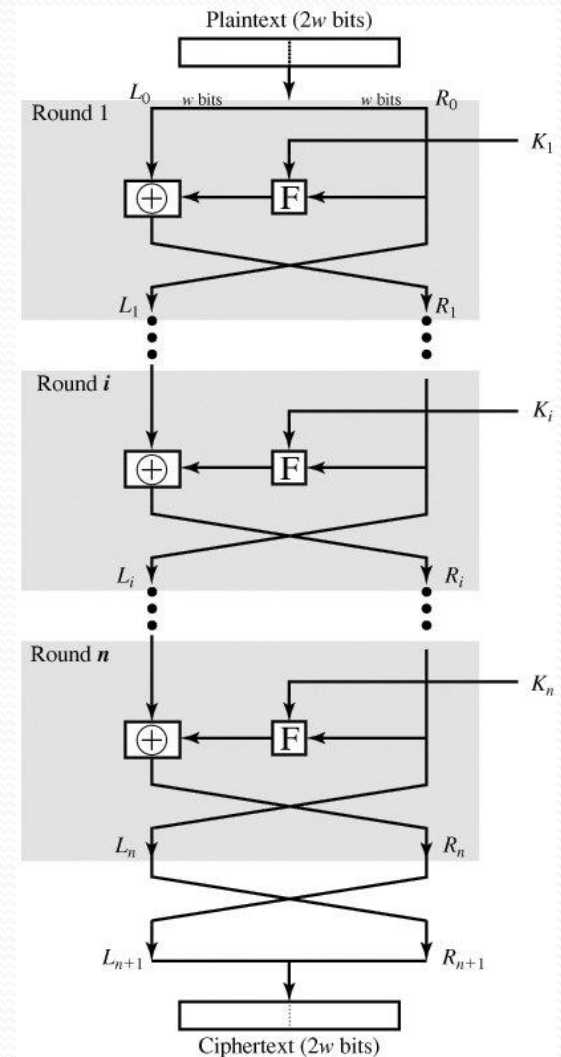 Plaintext (2w bits)
L₀ w bits w bits R₀
Round 1
K₁
⊕ F
L₁ R₁
Round i
Kᵢ
⊕ F
Lᵢ Rᵢ
Round n
Kₙ
⊕ F
Lₙ Rₙ
Lₙ₊₁ Rₙ₊₁
Ciphertext (2w bits)